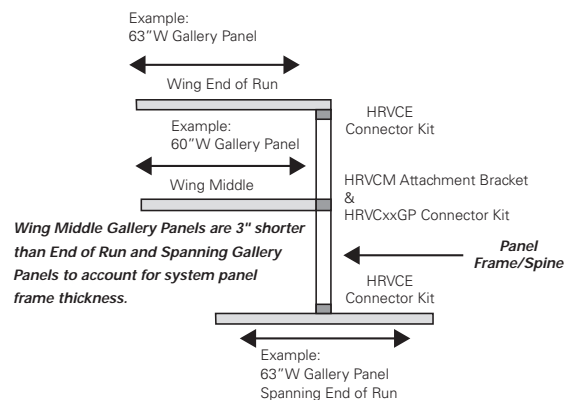 Example:
63"W Gallery Panel
Wing End of Run
HRVCE
Connector Kit
Example:
60"W Gallery Panel
Wing Middle
HRVCM Attachment Bracket
&
HRVCxxGP Connector Kit
Wing Middle Gallery Panels are 3" shorter
than End of Run and Spanning Gallery
Panels to account for system panel
frame thickness.
Panel
Frame/Spine
HRVCE
Connector Kit
Example:
63"W Gallery Panel
Spanning End of Run